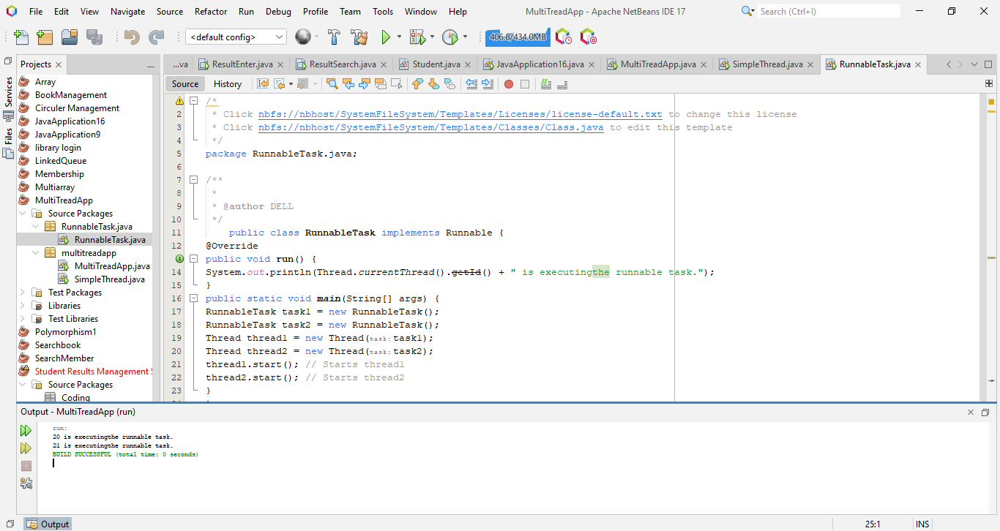 File Edit View Navigate Source Refactor Run Debug Profile Team Tools Window Help MultiTreadApp - Apache NetBeans IDE 17 Search (Ctrl+I)
<default config> 406.8/434.0MB
Projects ...va ResultEnter.java ResultSearch.java Student.java JavaApplication16.java MultiTreadApp.java SimpleThread.java RunnableTask.java
Source History
Services
Files
Array
BookManagement
Circuler Management
JavaApplication16
JavaApplication9
library login
LinkedQueue
Membership
Multiarray
MultiTreadApp
Source Packages
RunnableTask.java
RunnableTask.java
multitreadapp
MultiTreadApp.java
SimpleThread.java
Test Packages
Libraries
Test Libraries
Polymorphism1
Searchbook
SearchMember
Student Results Management S
Source Packages
Coding
/*
2 * Click nbfs://nbhost/SystemFileSystem/Templates/Licenses/license-default.txt to change this license
3 * Click nbfs://nbhost/SystemFileSystem/Templates/Classes/Class.java to edit this template
4 */
5 package RunnableTask.java;
6
7 /**
8 *
9 * @author DELL
10 */
11 public class RunnableTask implements Runnable {
12 @Override
public void run() {
14 System.out.println(Thread.currentThread().getId() + " is executingthe runnable task.");
15 }
16 public static void main(String[] args) {
17 RunnableTask task1 = new RunnableTask();
18 RunnableTask task2 = new RunnableTask();
19 Thread thread1 = new Thread(task: task1);
20 Thread thread2 = new Thread(task: task2);
21 thread1.start(); // Starts thread1
22 thread2.start(); // Starts thread2
23 }
Output - MultiTreadApp (run)
run:
20 is executingthe runnable task.
21 is executingthe runnable task.
BUILD SUCCESSFUL (total time: 0 seconds)
Output 25:1 INS